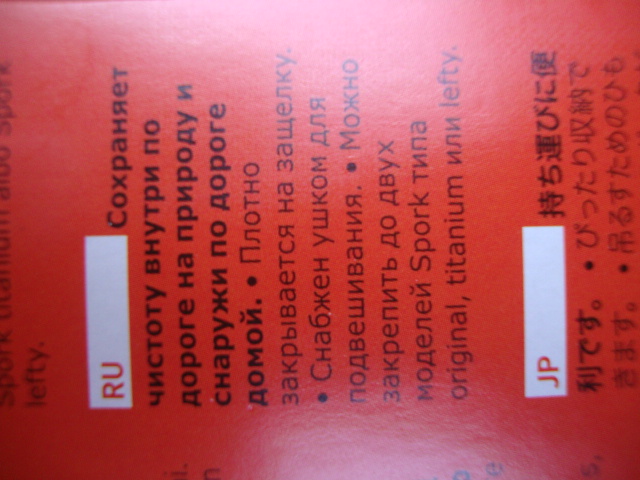 Spork titanium albo Spork
lefty.
RU Сохраняет
чистоту внутри по
дороге на природу и
снаружи по дороге
домой. • Плотно
закрывается на защелку.
• Снабжен ушком для
подвешивания. • Можно
закрепить до двух
моделей Spork типа
original, titanium или lefty.
JP 持ち運びに便
利です。 • ぴったり収納で
きます。 • 吊るすためのひも